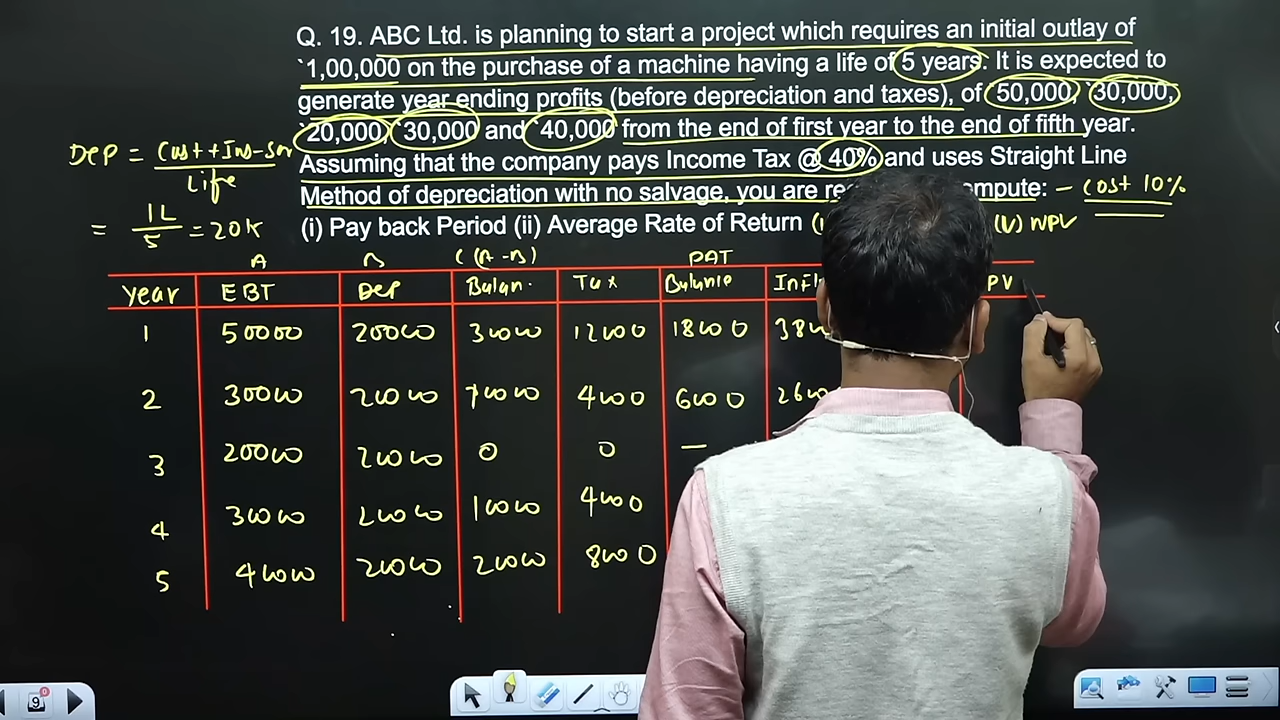 Q. 19. ABC Ltd. is planning to start a project which requires an initial outlay of
`1,00,000 on the purchase of a machine having a life of 5 years. It is expected to
generate year ending profits (before depreciation and taxes), of `50,000, `30,000,
`20,000, `30,000 and `40,000 from the end of first year to the end of fifth year.
Assuming that the company pays Income Tax @ 40% and uses Straight Line
Method of depreciation with no salvage, you are mpute: - Cost 10%
(i) Pay back Period (ii) Average Rate of Return (V) NPV
Dep = Cost + Ins - 
Life
= 1L = 20K
5
A B C (A-B) PAT
Year EBT Dep Balan. Tax Balance Infl PV
1 50000 20000 30000 12000 18000 38
2 30000 20000 10000 4000 6000 260
3 20000 20000 0 0 —
4 30000 20000 10000 4000
5 40000 20000 20000 8000
9
0